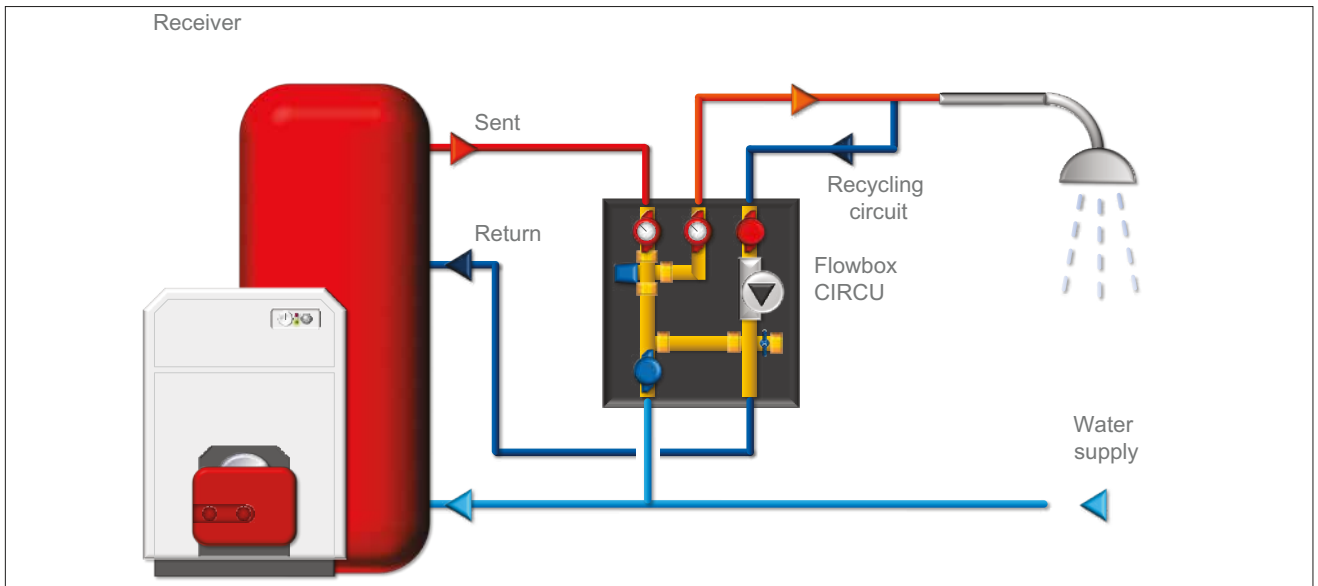 Receiver
Sent
Recycling
circuit
Return
Flowbox
CIRCU
Water
supply